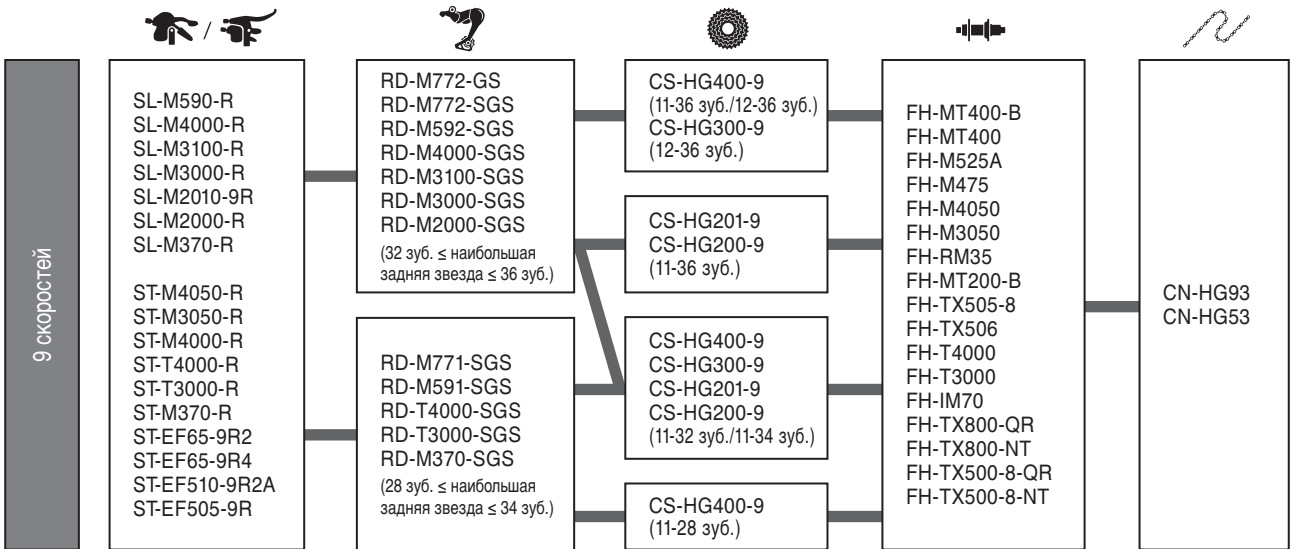 /
9 скоростей
SL-M590-R
SL-M4000-R
SL-M3100-R
SL-M3000-R
SL-M2010-9R
SL-M2000-R
SL-M370-R
ST-M4050-R
ST-M3050-R
ST-M4000-R
ST-T4000-R
ST-T3000-R
ST-M370-R
ST-EF65-9R2
ST-EF65-9R4
ST-EF510-9R2A
ST-EF505-9R
RD-M772-GS
RD-M772-SGS
RD-M592-SGS
RD-M4000-SGS
RD-M3100-SGS
RD-M3000-SGS
RD-M2000-SGS
(32 зуб. ≤ наибольшая
задняя звезда ≤ 36 зуб.)
RD-M771-SGS
RD-M591-SGS
RD-T4000-SGS
RD-T3000-SGS
RD-M370-SGS
(28 зуб. ≤ наибольшая
задняя звезда ≤ 34 зуб.)
CS-HG400-9
(11-36 зуб./12-36 зуб.)
CS-HG300-9
(12-36 зуб.)
CS-HG201-9
CS-HG200-9
(11-36 зуб.)
CS-HG400-9
CS-HG300-9
CS-HG201-9
CS-HG200-9
(11-32 зуб./11-34 зуб.)
CS-HG400-9
(11-28 зуб.)
FH-MT400-B
FH-MT400
FH-M525A
FH-M475
FH-M4050
FH-M3050
FH-RM35
FH-MT200-B
FH-TX505-8
FH-TX506
FH-T4000
FH-T3000
FH-IM70
FH-TX800-QR
FH-TX800-NT
FH-TX500-8-QR
FH-TX500-8-NT
CN-HG93
CN-HG53